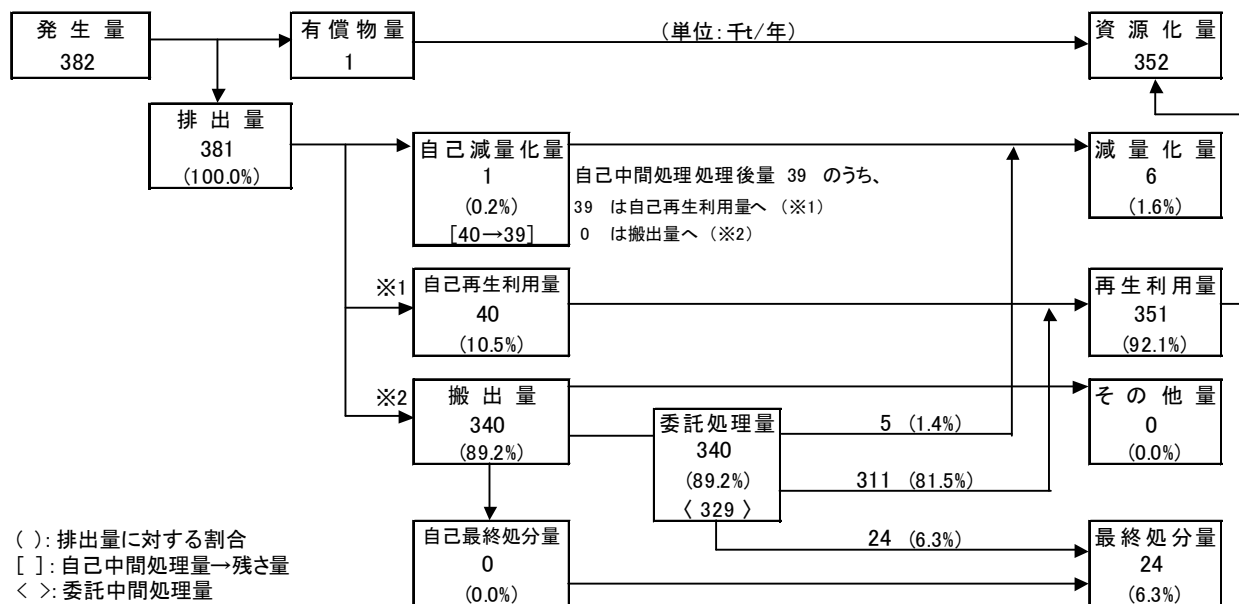 発生量
382
有償物量
1
(単位:千t/年)
資源化量
352
排出量
381
(100.0%)
自己減量化量
1
(0.2%)
[40→39]
自己中間処理処理後量 39 のうち、
39 は自己再生利用量へ (※1)
0 は搬出量へ (※2)
減量化量
6
(1.6%)
※1
自己再生利用量
40
(10.5%)
再生利用量
351
(92.1%)
※2
搬出量
340
(89.2%)
委託処理量
340
(89.2%)
〈 329 〉
5 (1.4%)
311 (81.5%)
24 (6.3%)
その他量
0
(0.0%)
自己最終処分量
0
(0.0%)
最終処分量
24
(6.3%)
( ):排出量に対する割合
[ ]:自己中間処理量→残さ量
< >:委託中間処理量